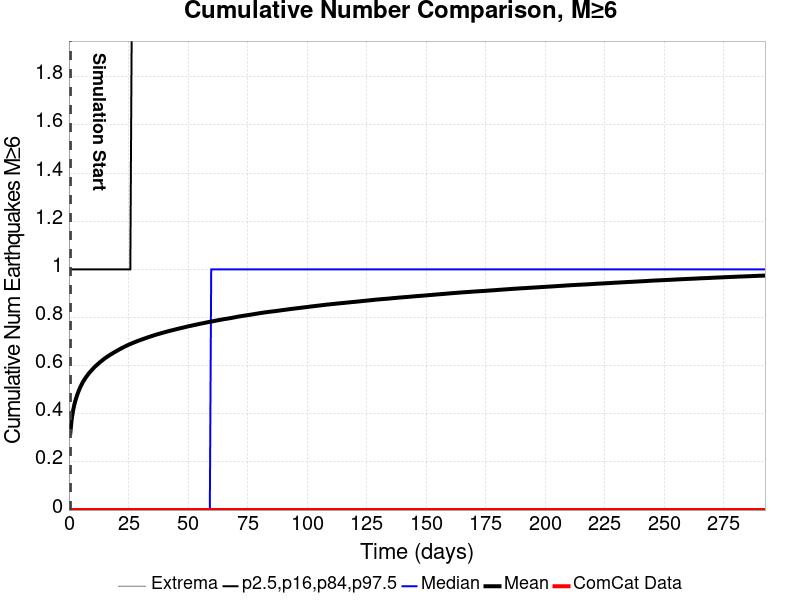 Cumulative Number Comparison, M≥6
Cumulative Num Earthquakes M≥6
1.8
1.6
1.4
1.2
1
0.8
0.6
0.4
0.2
0
Simulation Start
0 25 50 75 100 125 150 175 200 225 250 275
Time (days)
Extrema p2.5,p16,p84,p97.5 Median Mean ComCat Data